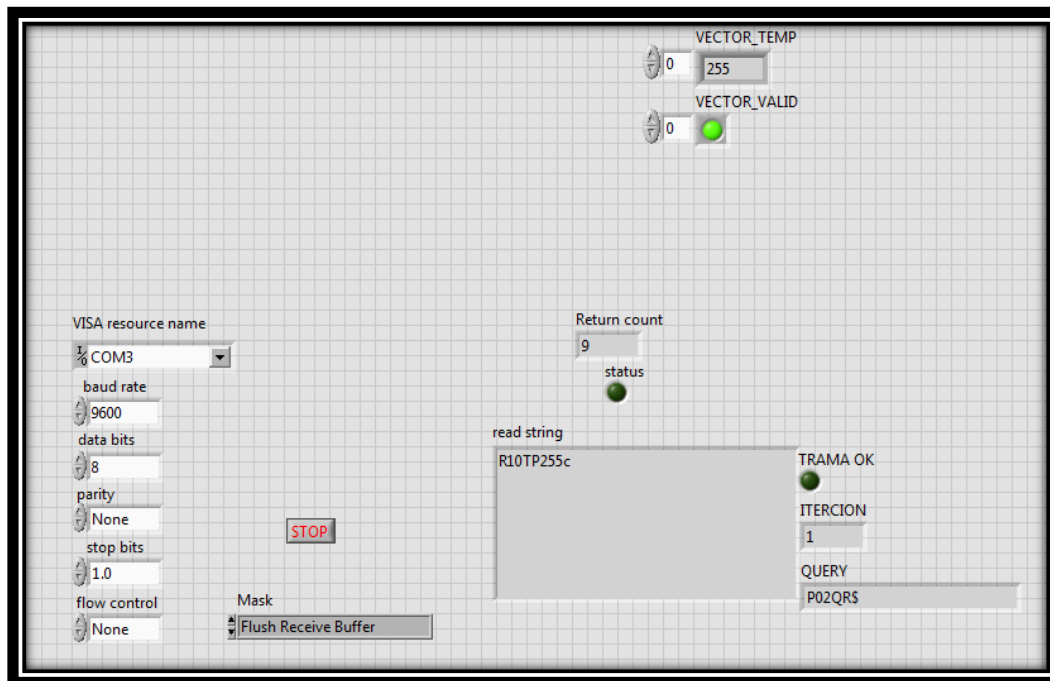 VECTOR_TEMP
0
255
VECTOR_VALID
0
VISA resource name
COM3
baud rate
9600
data bits
8
parity
None
stop bits
1.0
flow control
None
STOP
Mask
Flush Receive Buffer
Return count
9
status
read string
R10TP255c
TRAMA OK
ITERCION
1
QUERY
P02QR$